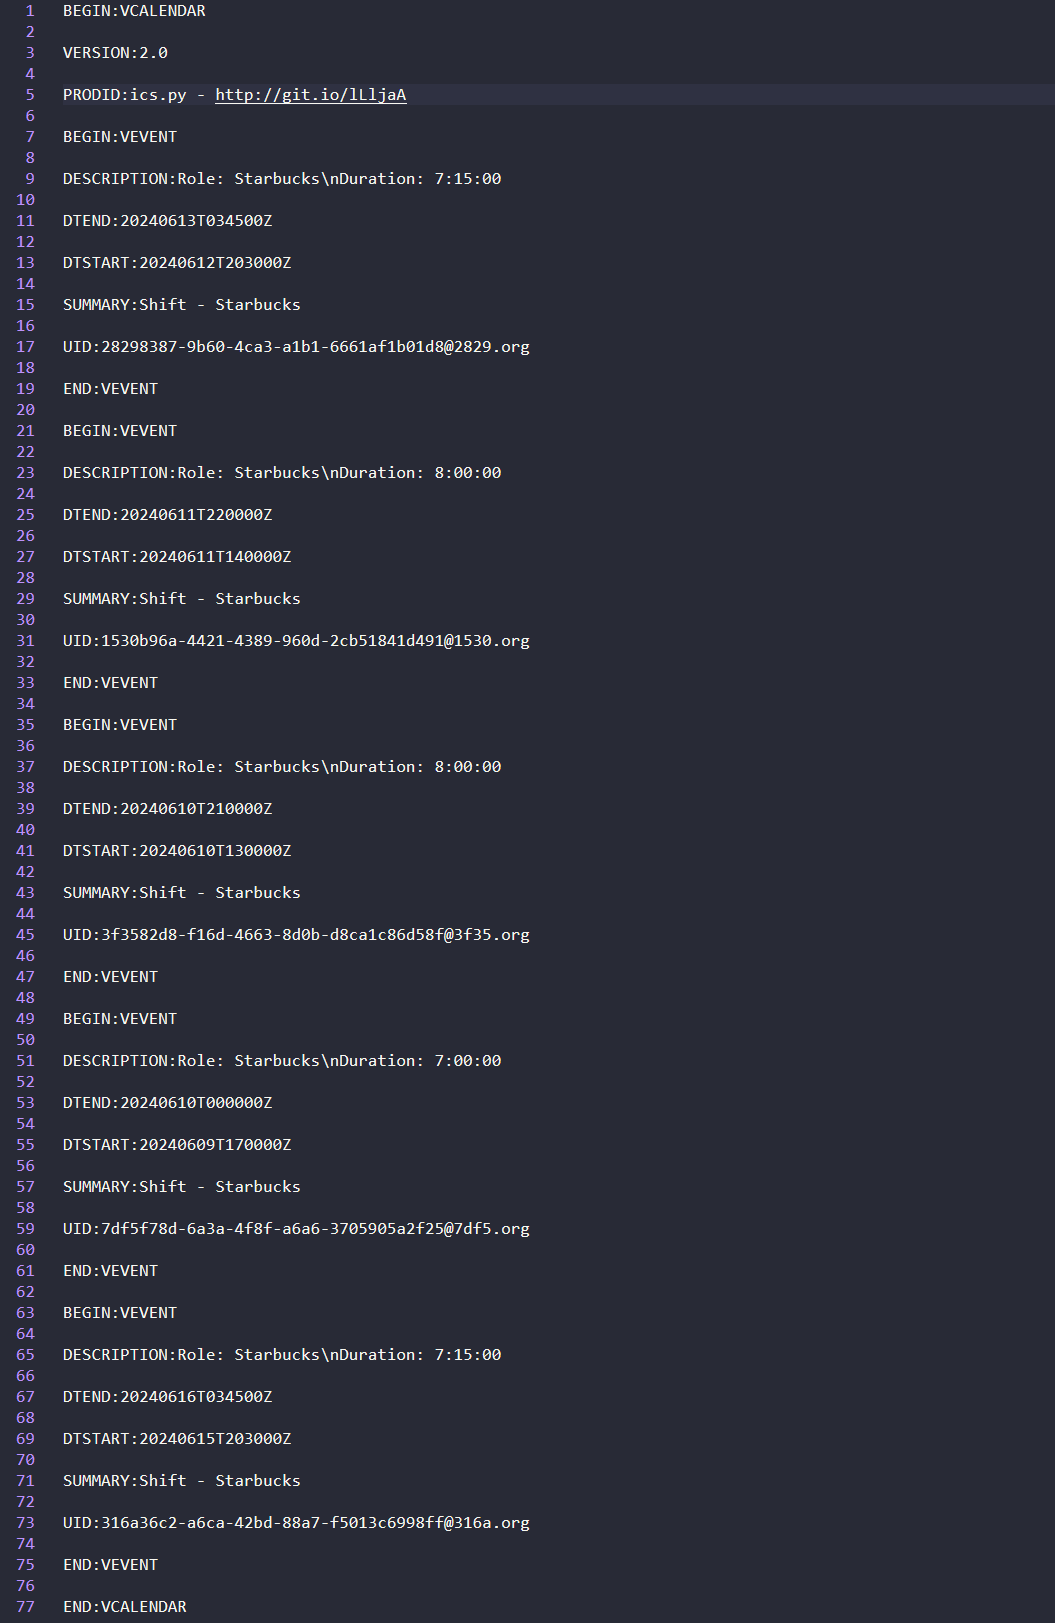 1 BEGIN:VCALENDAR
2
3 VERSION:2.0
4
5 PRODID:ics.py - http://git.io/lLljaA
6
7 BEGIN:VEVENT
8
9 DESCRIPTION:Role: Starbucks\nDuration: 7:15:00
10
11 DTEND:20240613T034500Z
12
13 DTSTART:20240612T203000Z
14
15 SUMMARY:Shift - Starbucks
16
17 UID:28298387-9b60-4ca3-a1b1-6661af1b01d8@2829.org
18
19 END:VEVENT
20
21 BEGIN:VEVENT
22
23 DESCRIPTION:Role: Starbucks\nDuration: 8:00:00
24
25 DTEND:20240611T220000Z
26
27 DTSTART:20240611T140000Z
28
29 SUMMARY:Shift - Starbucks
30
31 UID:1530b96a-4421-4389-960d-2cb51841d491@1530.org
32
33 END:VEVENT
34
35 BEGIN:VEVENT
36
37 DESCRIPTION:Role: Starbucks\nDuration: 8:00:00
38
39 DTEND:20240610T210000Z
40
41 DTSTART:20240610T130000Z
42
43 SUMMARY:Shift - Starbucks
44
45 UID:3f3582d8-f16d-4663-8d0b-d8ca1c86d58f@3f35.org
46
47 END:VEVENT
48
49 BEGIN:VEVENT
50
51 DESCRIPTION:Role: Starbucks\nDuration: 7:00:00
52
53 DTEND:20240610T000000Z
54
55 DTSTART:20240609T170000Z
56
57 SUMMARY:Shift - Starbucks
58
59 UID:7df5f78d-6a3a-4f8f-a6a6-3705905a2f25@7df5.org
60
61 END:VEVENT
62
63 BEGIN:VEVENT
64
65 DESCRIPTION:Role: Starbucks\nDuration: 7:15:00
66
67 DTEND:20240616T034500Z
68
69 DTSTART:20240615T203000Z
70
71 SUMMARY:Shift - Starbucks
72
73 UID:316a36c2-a6ca-42bd-88a7-f5013c6998ff@316a.org
74
75 END:VEVENT
76
77 END:VCALENDAR